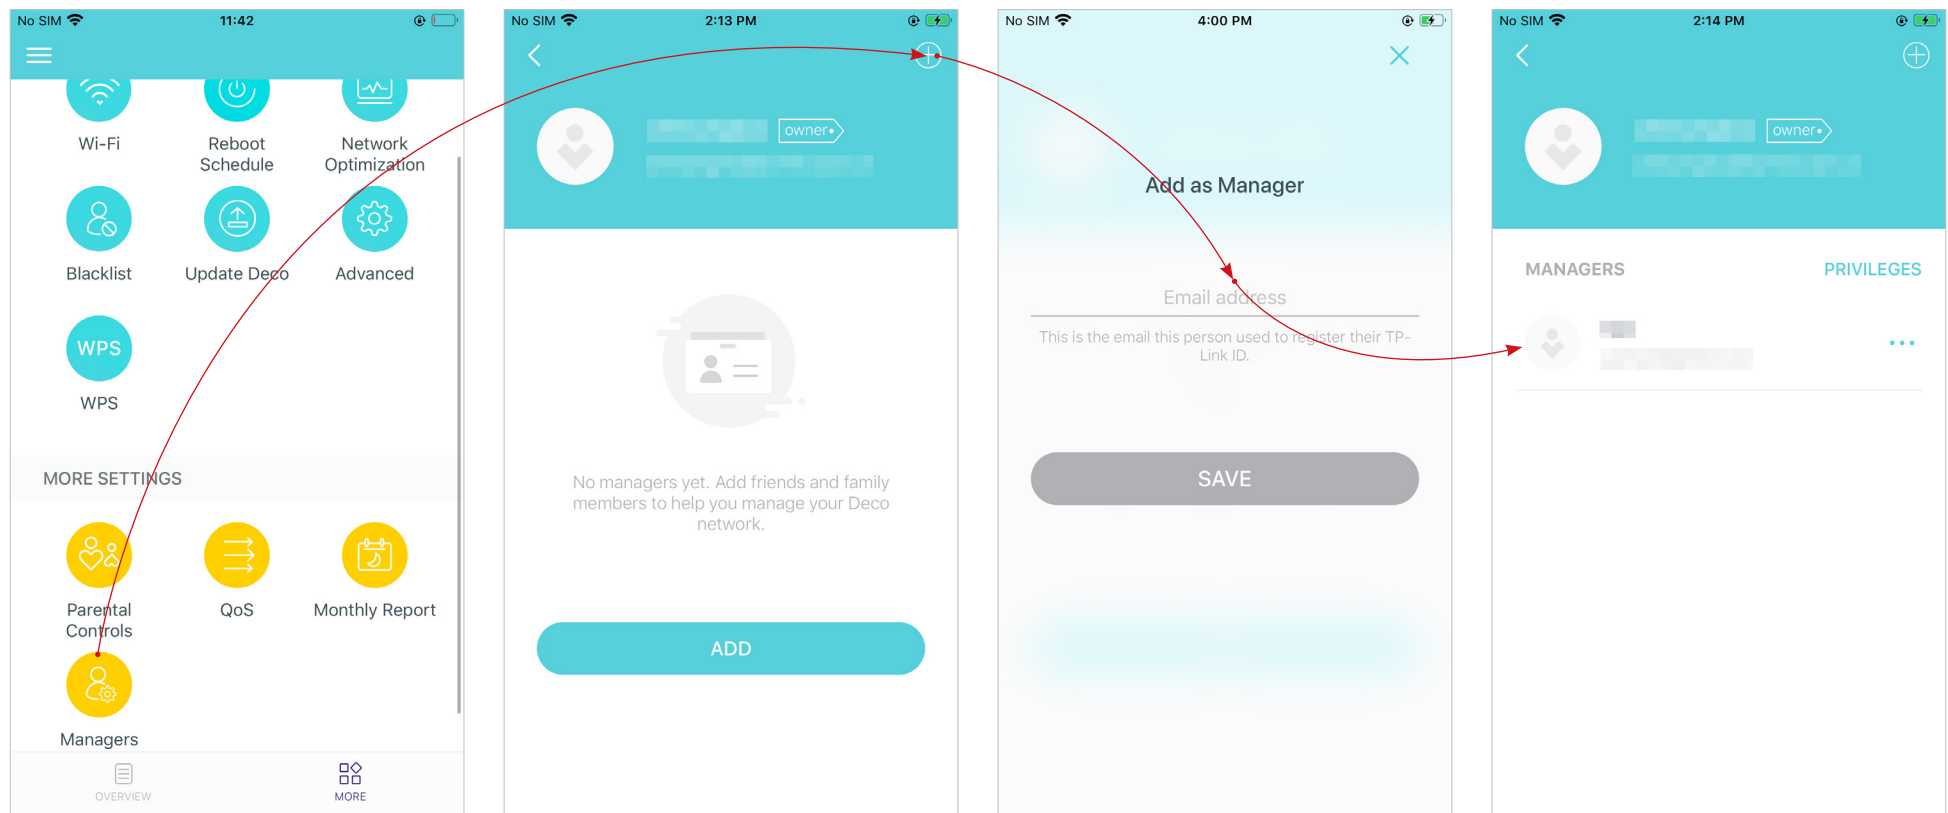 No SIM
11:42
Wi-Fi
Reboot
Schedule
Network
Optimization
Blacklist
Update Deco
Advanced
WPS
WPS
MORE SETTINGS
Parental
Controls
QoS
Monthly Report
Managers
OVERVIEW
MORE
No SIM
2:13 PM
owner
No managers yet. Add friends and family
members to help you manage your Deco
network.
ADD
No SIM
4:00 PM
Add as Manager
Email address
This is the email this person used to register their TP-
Link ID.
SAVE
No SIM
2:14 PM
owner
MANAGERS
PRIVILEGES